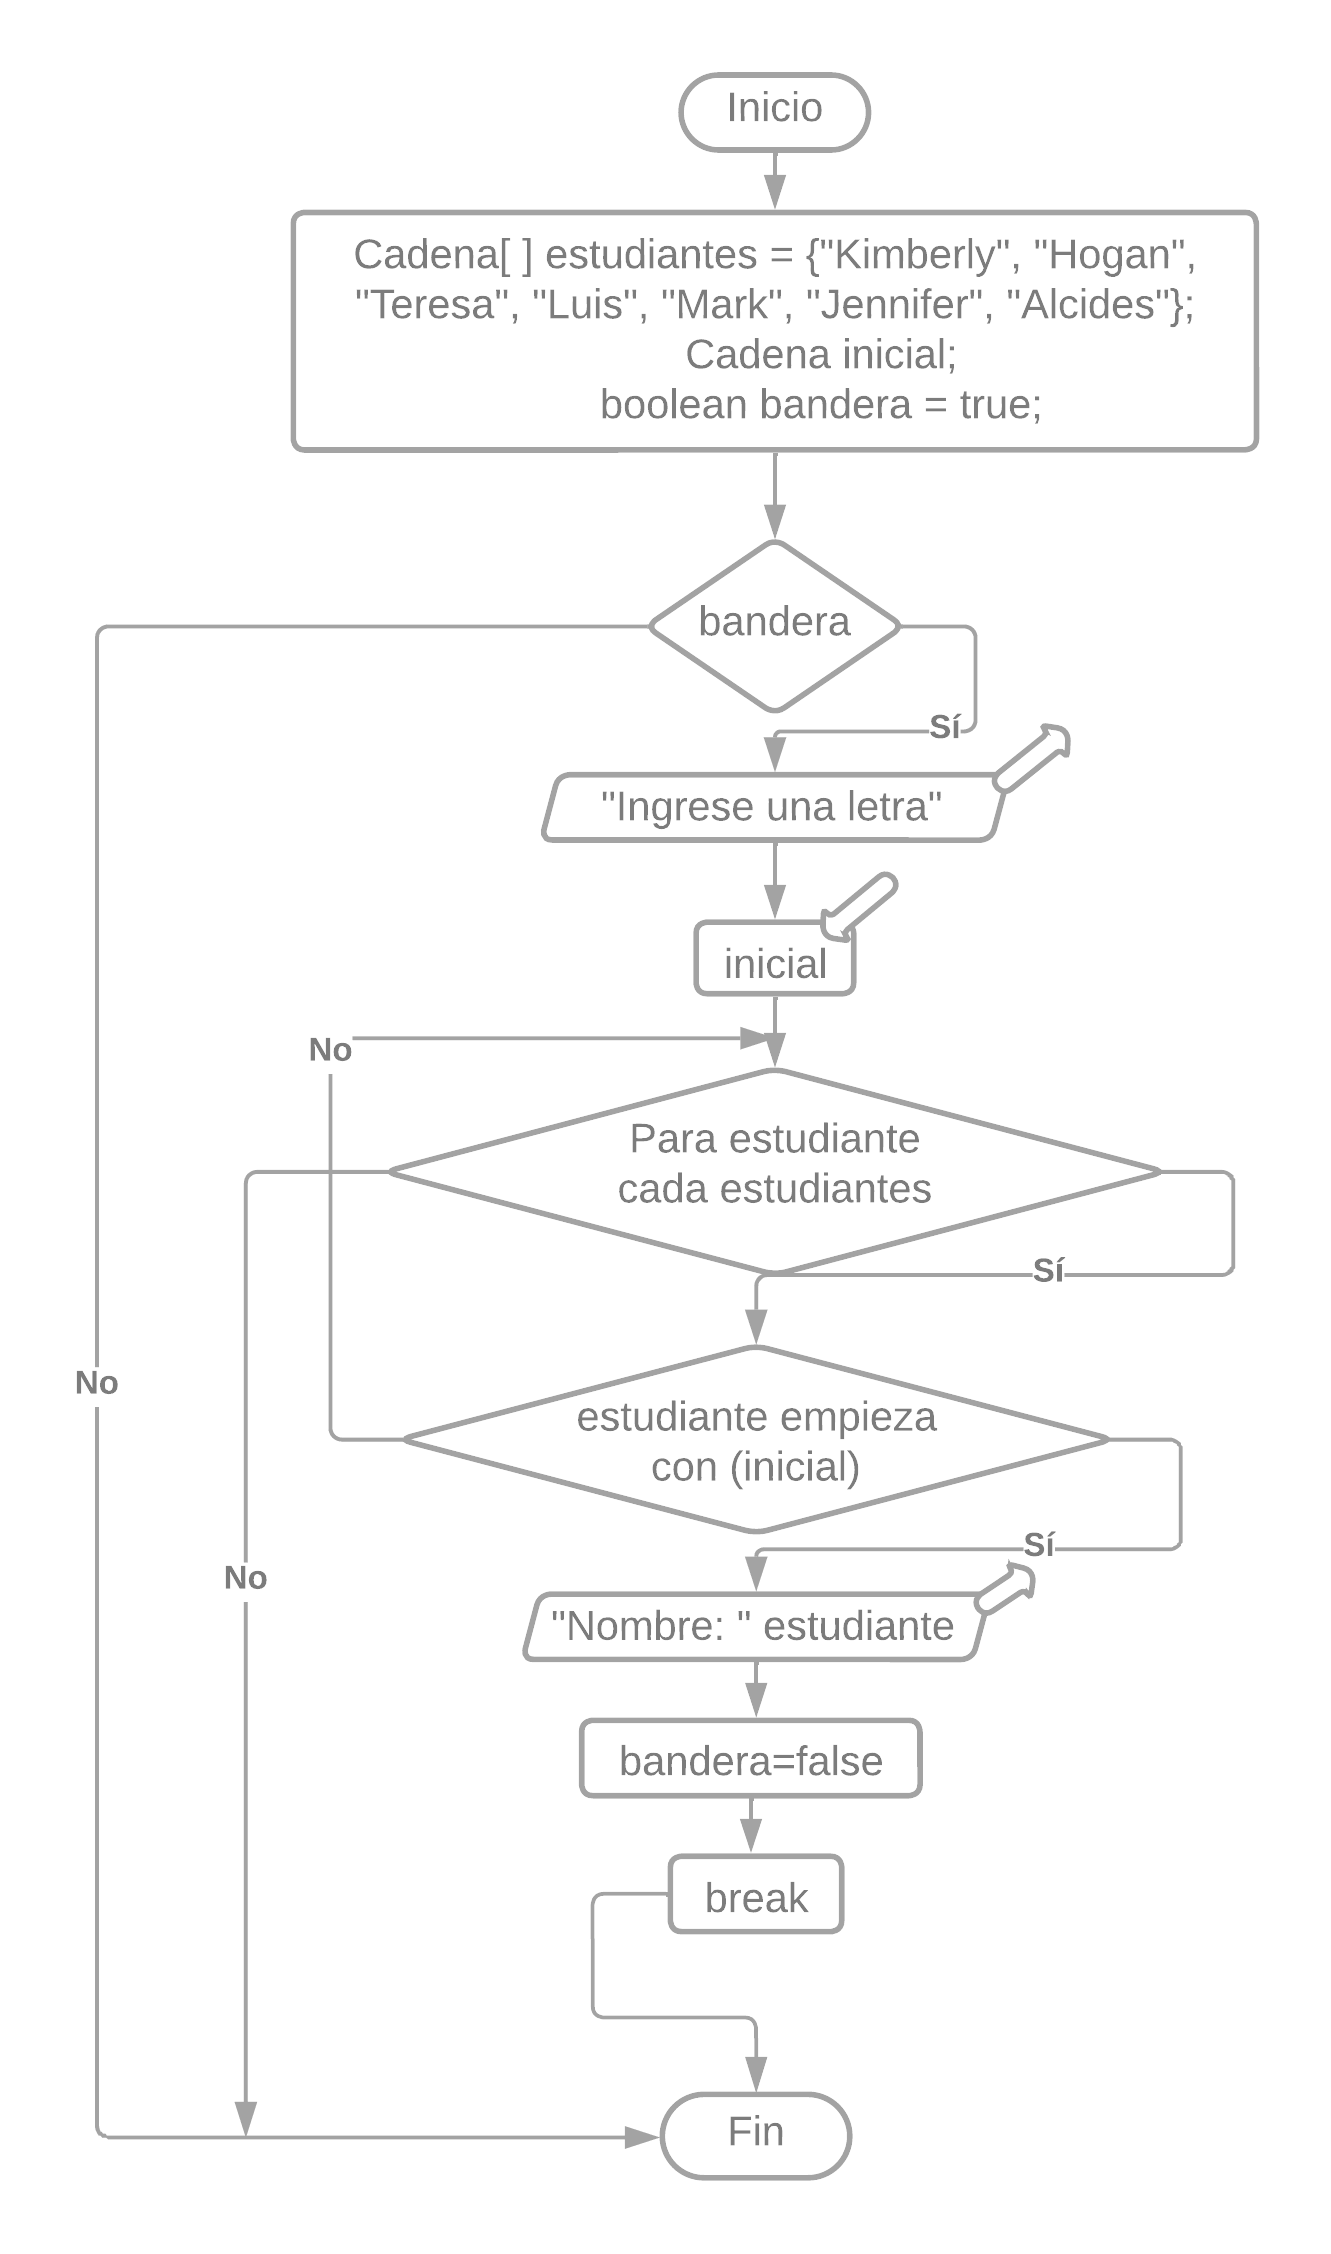 Inicio
Cadena[ ] estudiantes = {"Kimberly", "Hogan",
"Teresa", "Luis", "Mark", "Jennifer", "Alcides"};
Cadena inicial;
boolean bandera = true;
bandera
Sí
"Ingrese una letra"
inicial
No
Para estudiante
cada estudiantes
Sí
No
estudiante empieza
con (inicial)
Sí
No
"Nombre: " estudiante
bandera=false
break
Fin